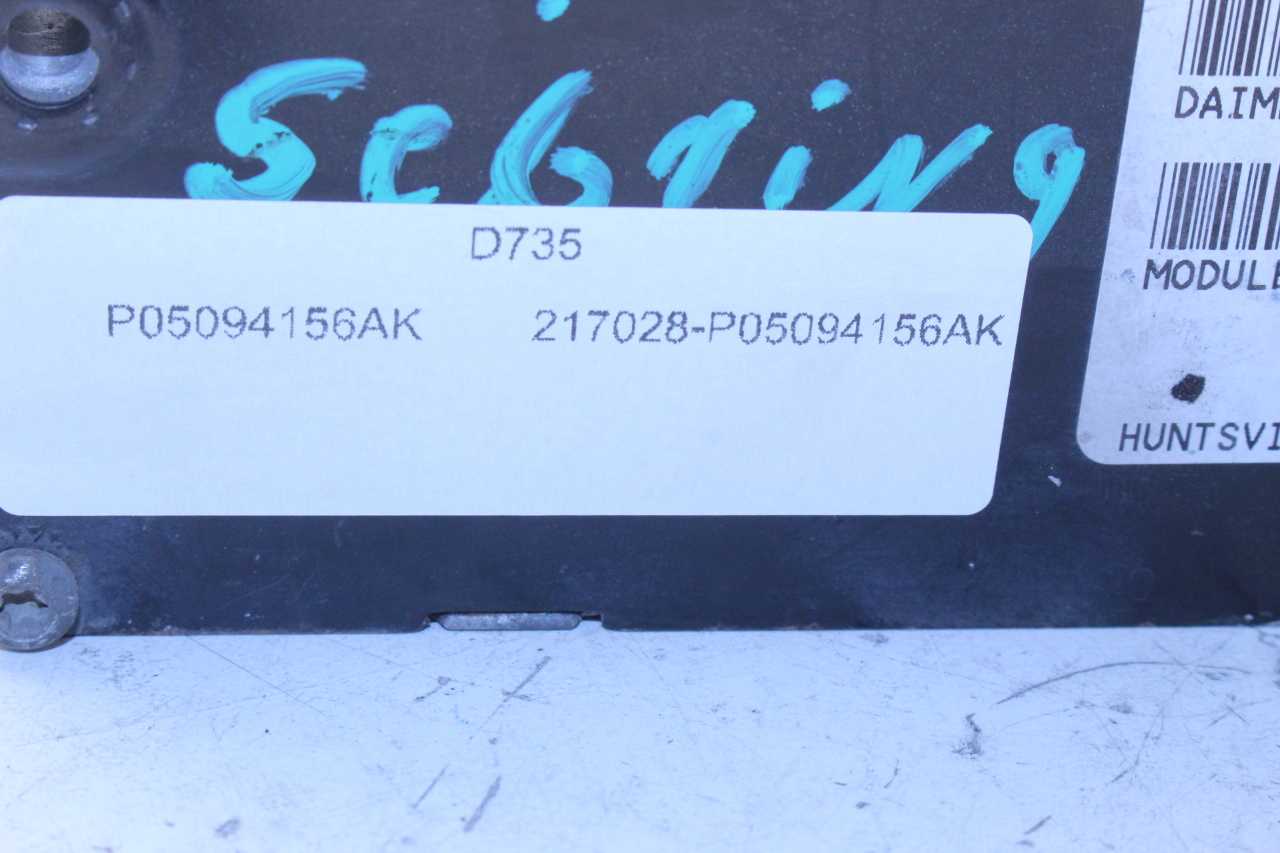 Sebring
D735
P05094156AK 217028-P05094156AK
DAIM
MODULE
HUNTSVI